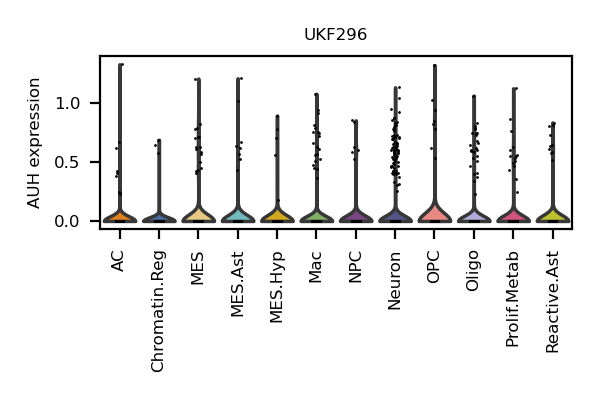 UKF296
AUH expression
1.0
0.5
0.0
AC
Chromatin.Reg
MES
MES.Ast
MES.Hyp
Mac
NPC
Neuron
OPC
Oligo
Prolif.Metab
Reactive.Ast